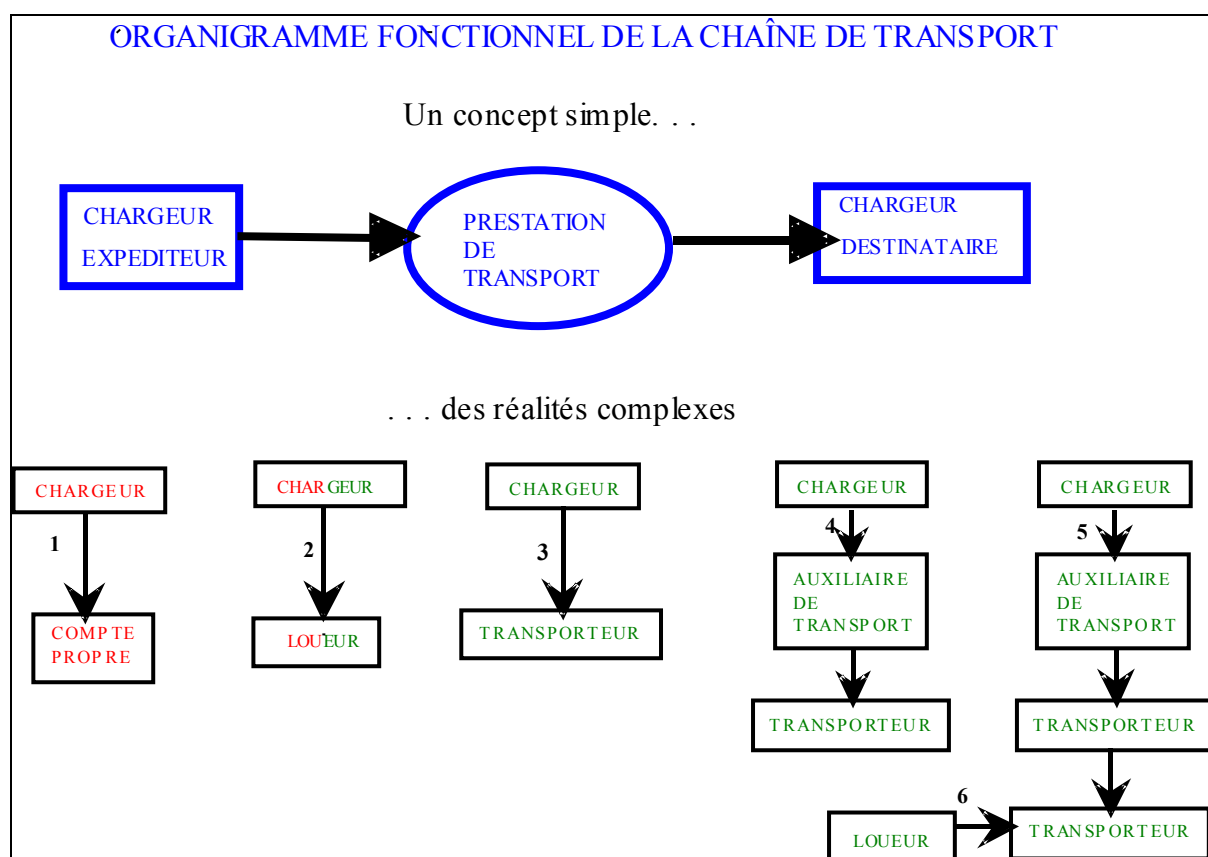 ORGANIGRAMME FONCTIONNEL DE LA CHAÎNE DE TRANSPORT
Un concept simple. . .
CHARGEUR
EXPEDITEUR
PRESTATION
DE
TRANSPORT
CHARGEUR
DESTINATAIRE
. . . des réalités complexes
CHARGEUR
1
COMPTE
PROPRE
CHARGEUR
2
LOUEUR
CHARGEUR
3
TRANSPORTEUR
CHARGEUR
4
AUXILIAIRE
DE
TRANSPORT
TRANSPORTEUR
CHARGEUR
5
AUXILIAIRE
DE
TRANSPORT
TRANSPORTEUR
6
LOUEUR
TRANSPORTEUR